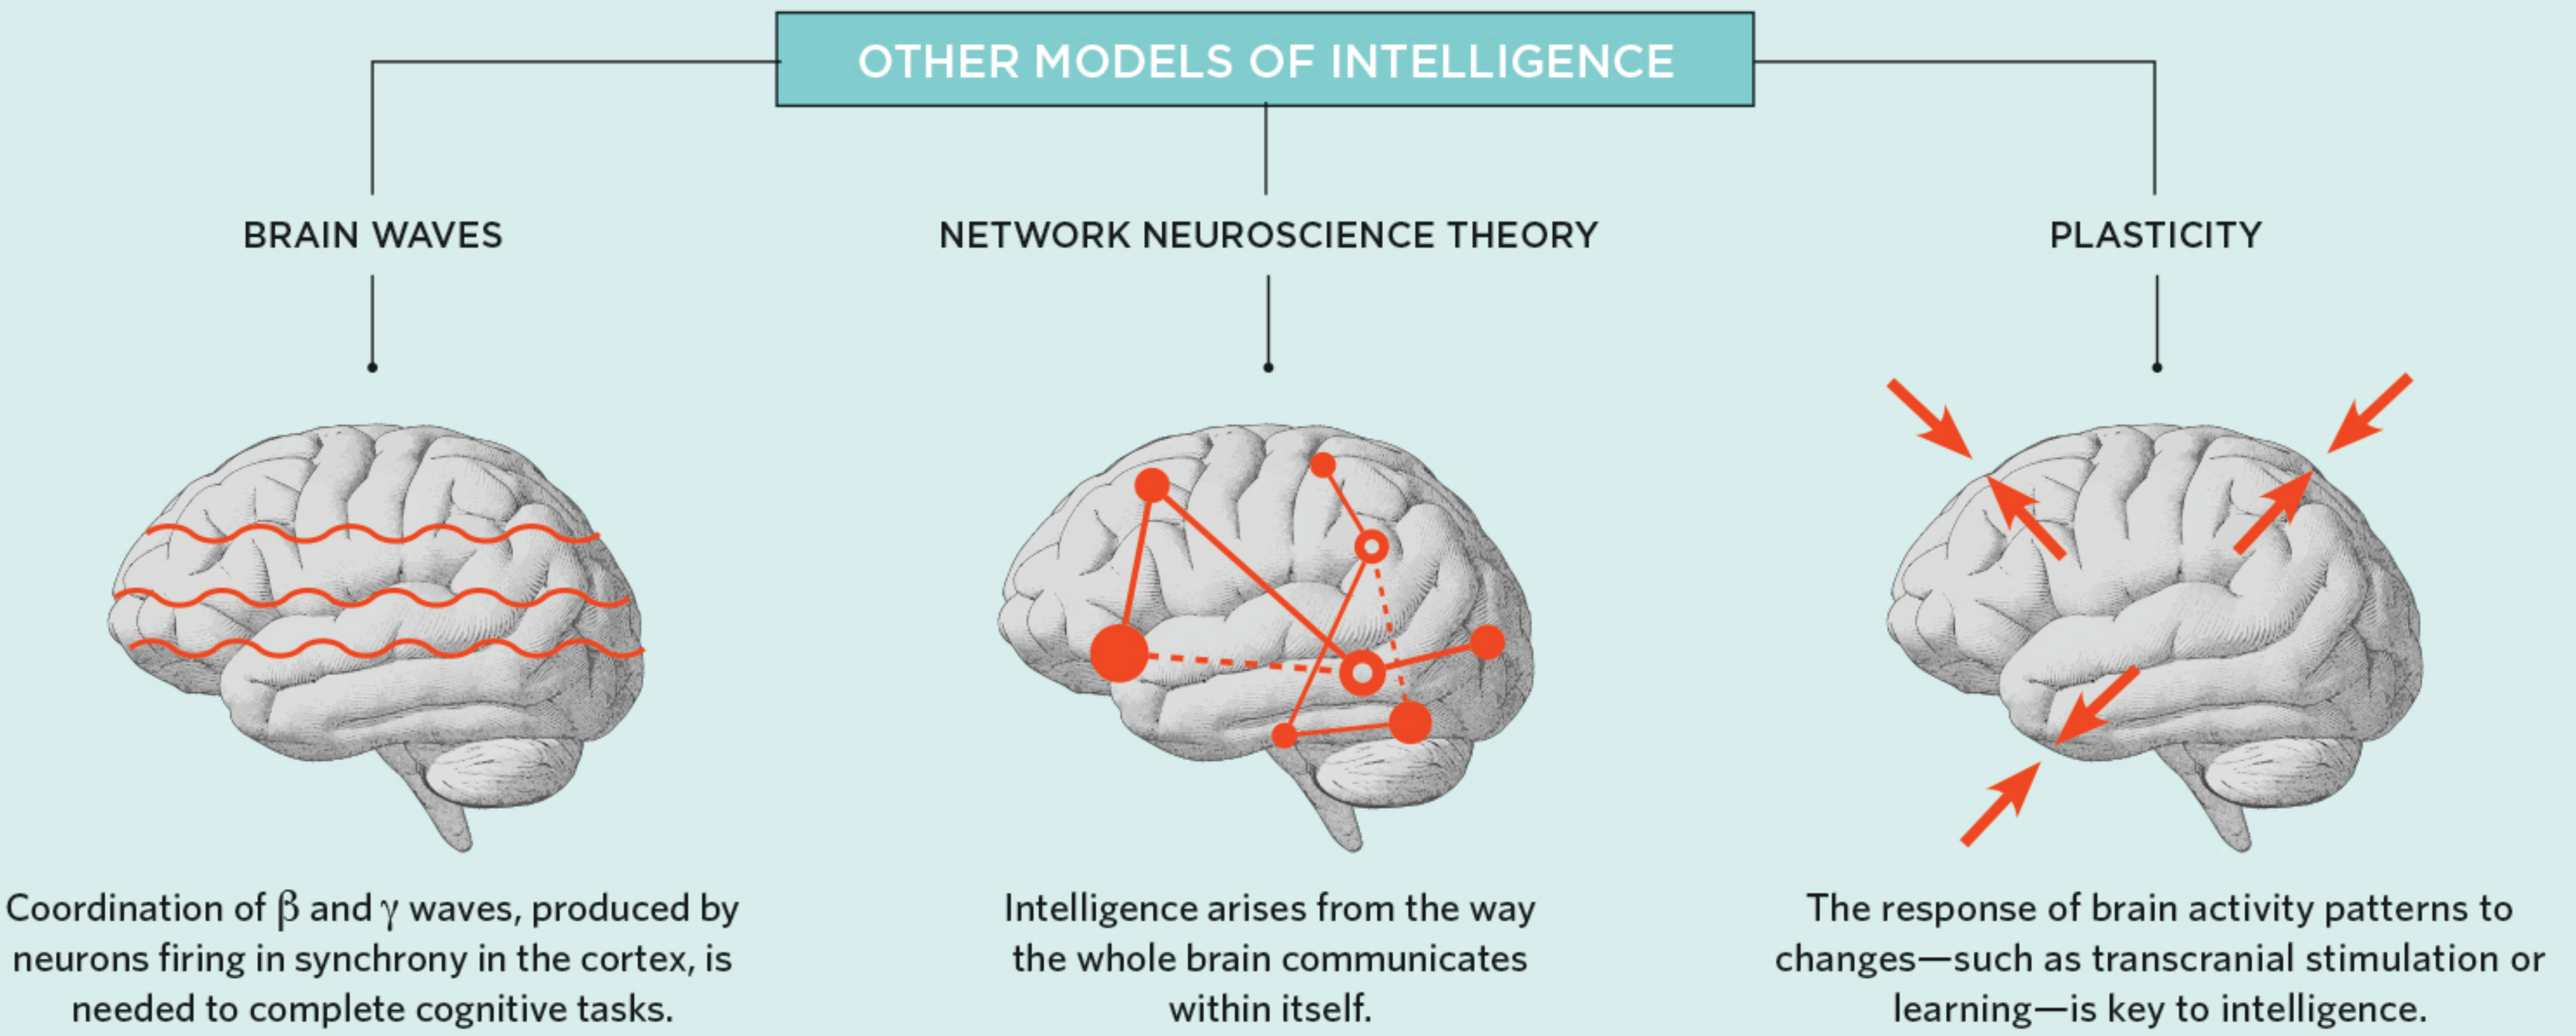 OTHER MODELS OF INTELLIGENCE
BRAIN WAVES
Coordination of β and γ waves, produced by
neurons firing in synchrony in the cortex, is
needed to complete cognitive tasks.
NETWORK NEUROSCIENCE THEORY
Intelligence arises from the way
the whole brain communicates
within itself.
PLASTICITY
The response of brain activity patterns to
changes—such as transcranial stimulation or
learning—is key to intelligence.